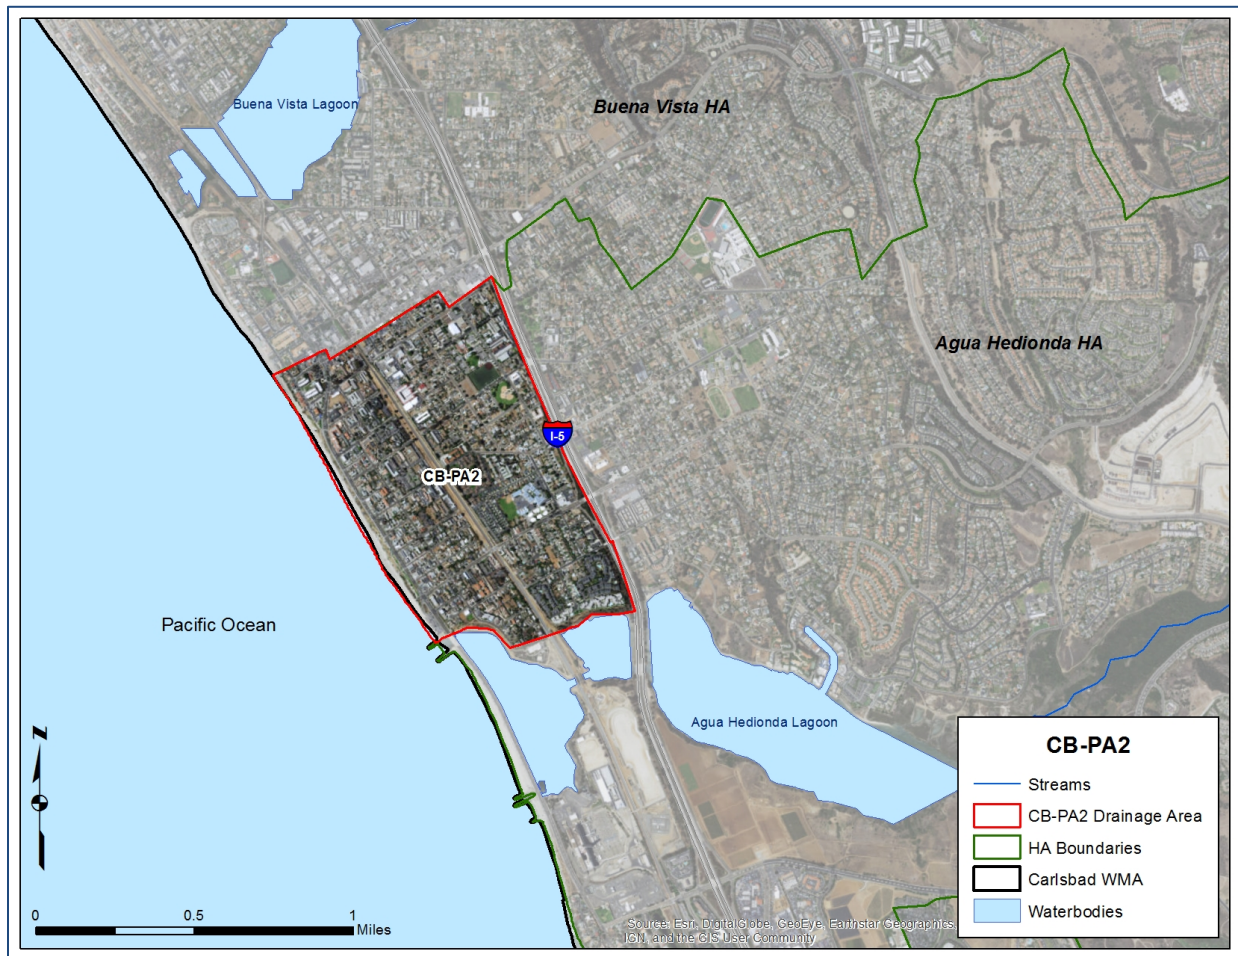 Buena Vista Lagoon
Buena Vista HA
Agua Hedionda HA
I-5
CB-PA2
Pacific Ocean
Agua Hedionda Lagoon
N
CB-PA2
Streams
CB-PA2 Drainage Area
HA Boundaries
Carlsbad WMA
Waterbodies
0 0.5 1
Miles
Source: Esri, DigitalGlobe, GeoEye, Earthstar Geographics,
IGN, and the GIS User Community